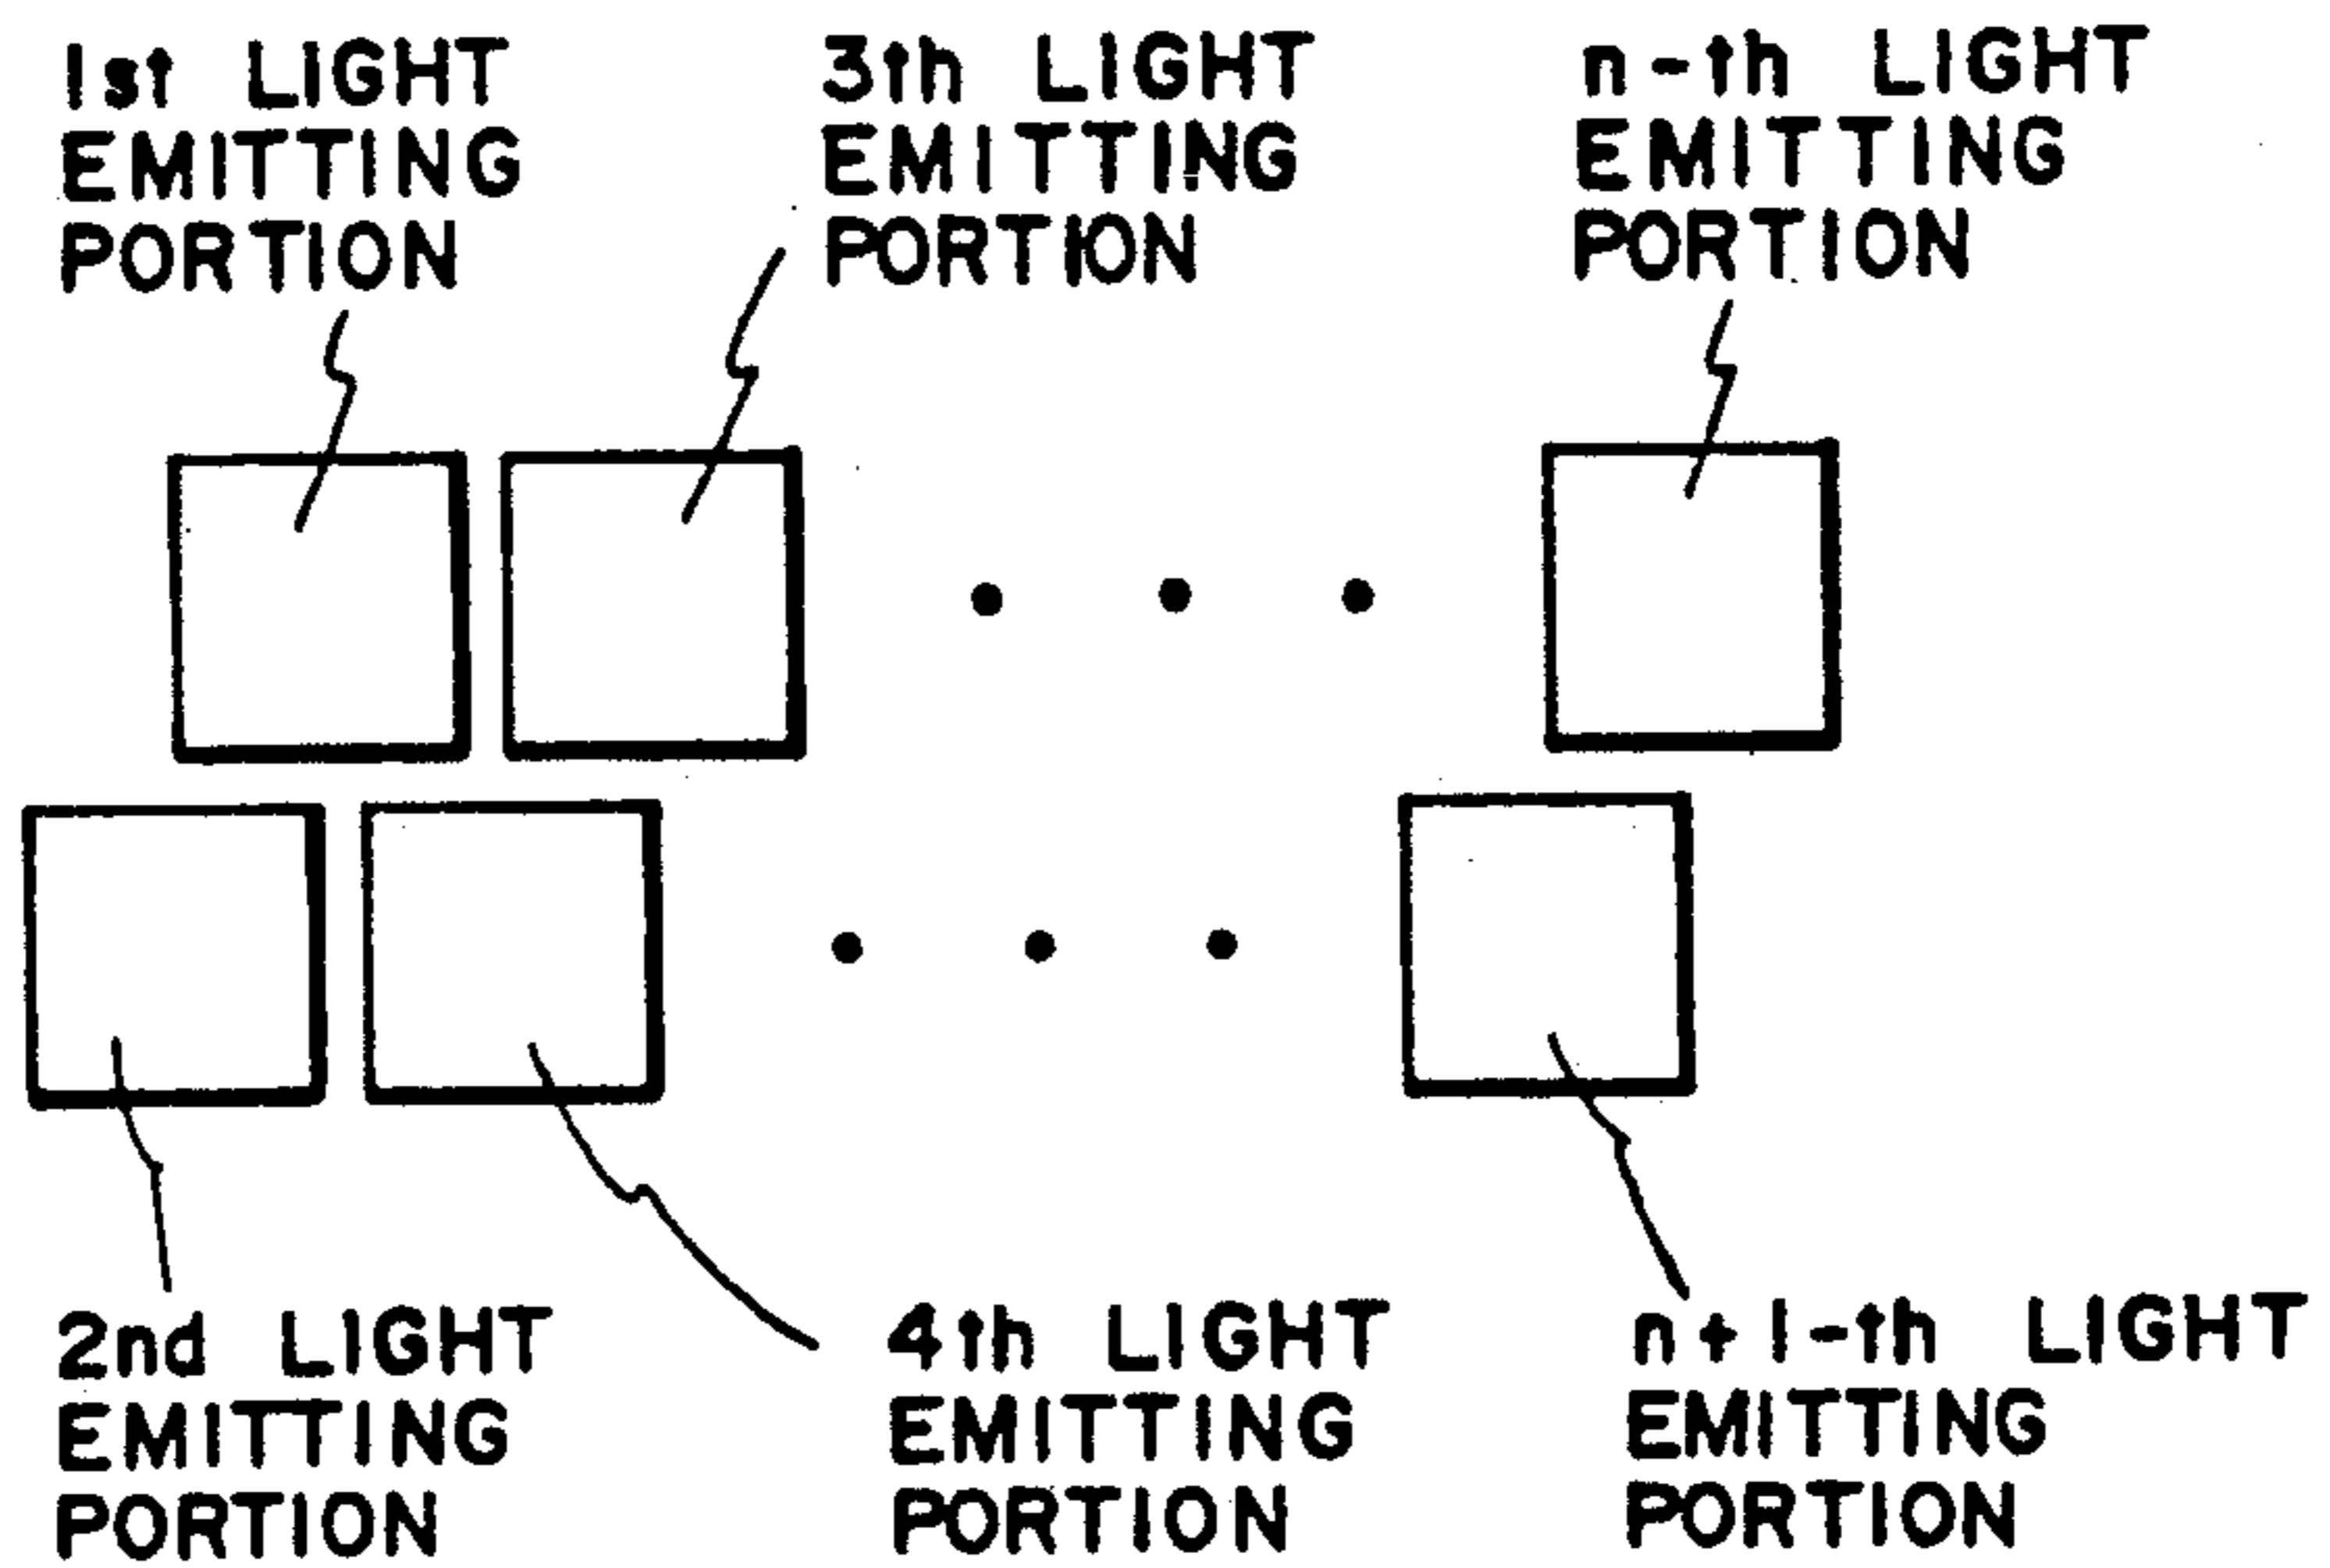 1st LIGHT
EMITTING
PORTION
3th LIGHT
EMITTING
PORTION
n-th LIGHT
EMITTING
PORTION
2nd LIGHT
EMITTING
PORTION
4th LIGHT
EMITTING
PORTION
n+1-th LIGHT
EMITTING
PORTION